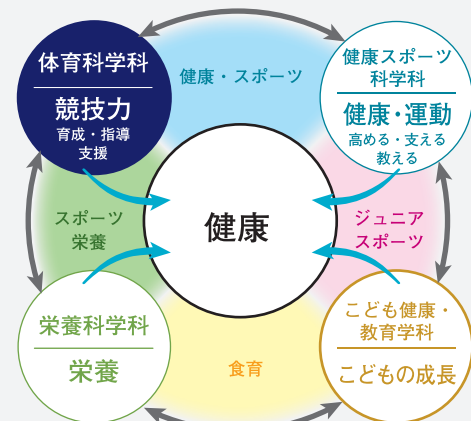 体育科学科
競技力
育成・指導
支援
健康・スポーツ
健康スポーツ
科学科
健康・運動
高める・支える
教える
スポーツ
栄養
健康
ジュニア
スポーツ
栄養科学科
栄養
食育
こども健康・
教育学科
こどもの成長